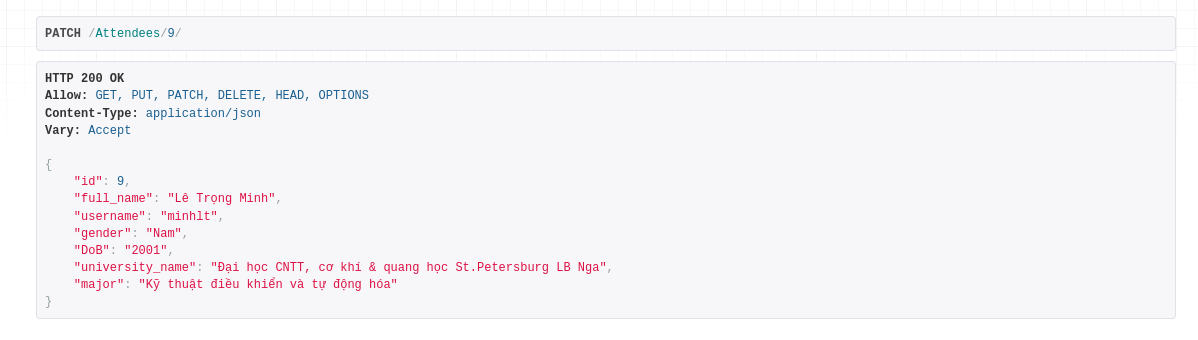 PATCH /Attendees/9/
HTTP 200 OK
Allow: GET, PUT, PATCH, DELETE, HEAD, OPTIONS
Content-Type: application/json
Vary: Accept
{
    "id": 9,
    "full_name": "Lê Trọng Minh",
    "username": "minhlt",
    "gender": "Nam",
    "DoB": "2001",
    "university_name": "Đại học CNTT, cơ khí & quang học St.Petersburg LB Nga",
    "major": "Kỹ thuật điều khiển và tự động hóa"
}